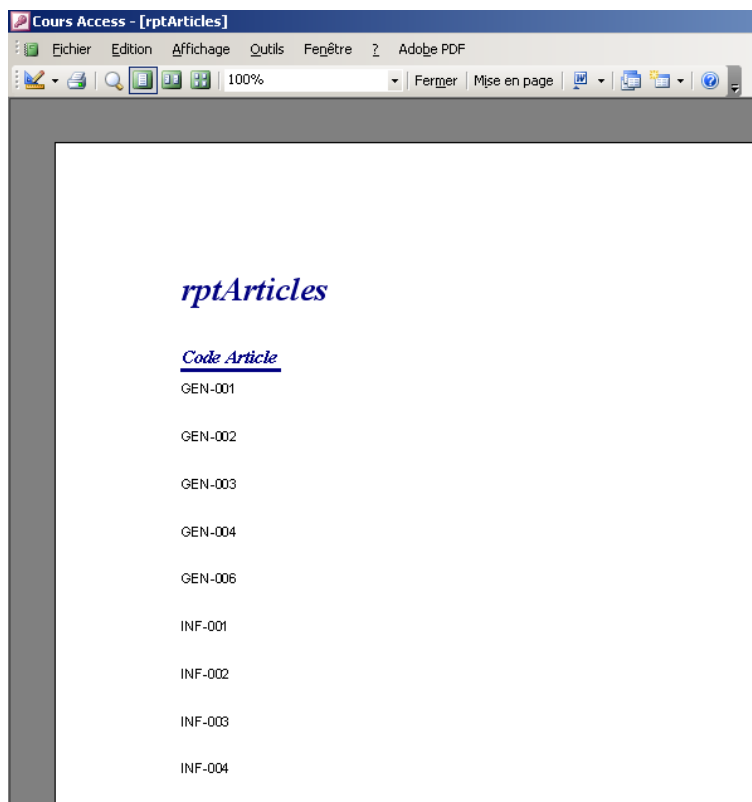 Cours Access - [rptArticles]
Fichier Edition Affichage Outils Fenêtre ? Adobe PDF
100% Fermer Mise en page
rptArticles
Code Article
GEN-001
GEN-002
GEN-003
GEN-004
GEN-006
INF-001
INF-002
INF-003
INF-004